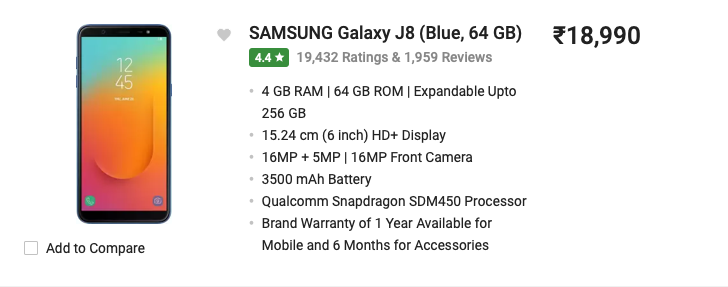 SAMSUNG Galaxy J8 (Blue, 64 GB)
₹18,990
4.4 ★ 19,432 Ratings & 1,959 Reviews
• 4 GB RAM | 64 GB ROM | Expandable Upto
256 GB
• 15.24 cm (6 inch) HD+ Display
• 16MP + 5MP | 16MP Front Camera
• 3500 mAh Battery
• Qualcomm Snapdragon SDM450 Processor
• Brand Warranty of 1 Year Available for
Mobile and 6 Months for Accessories
12
45
Add to Compare